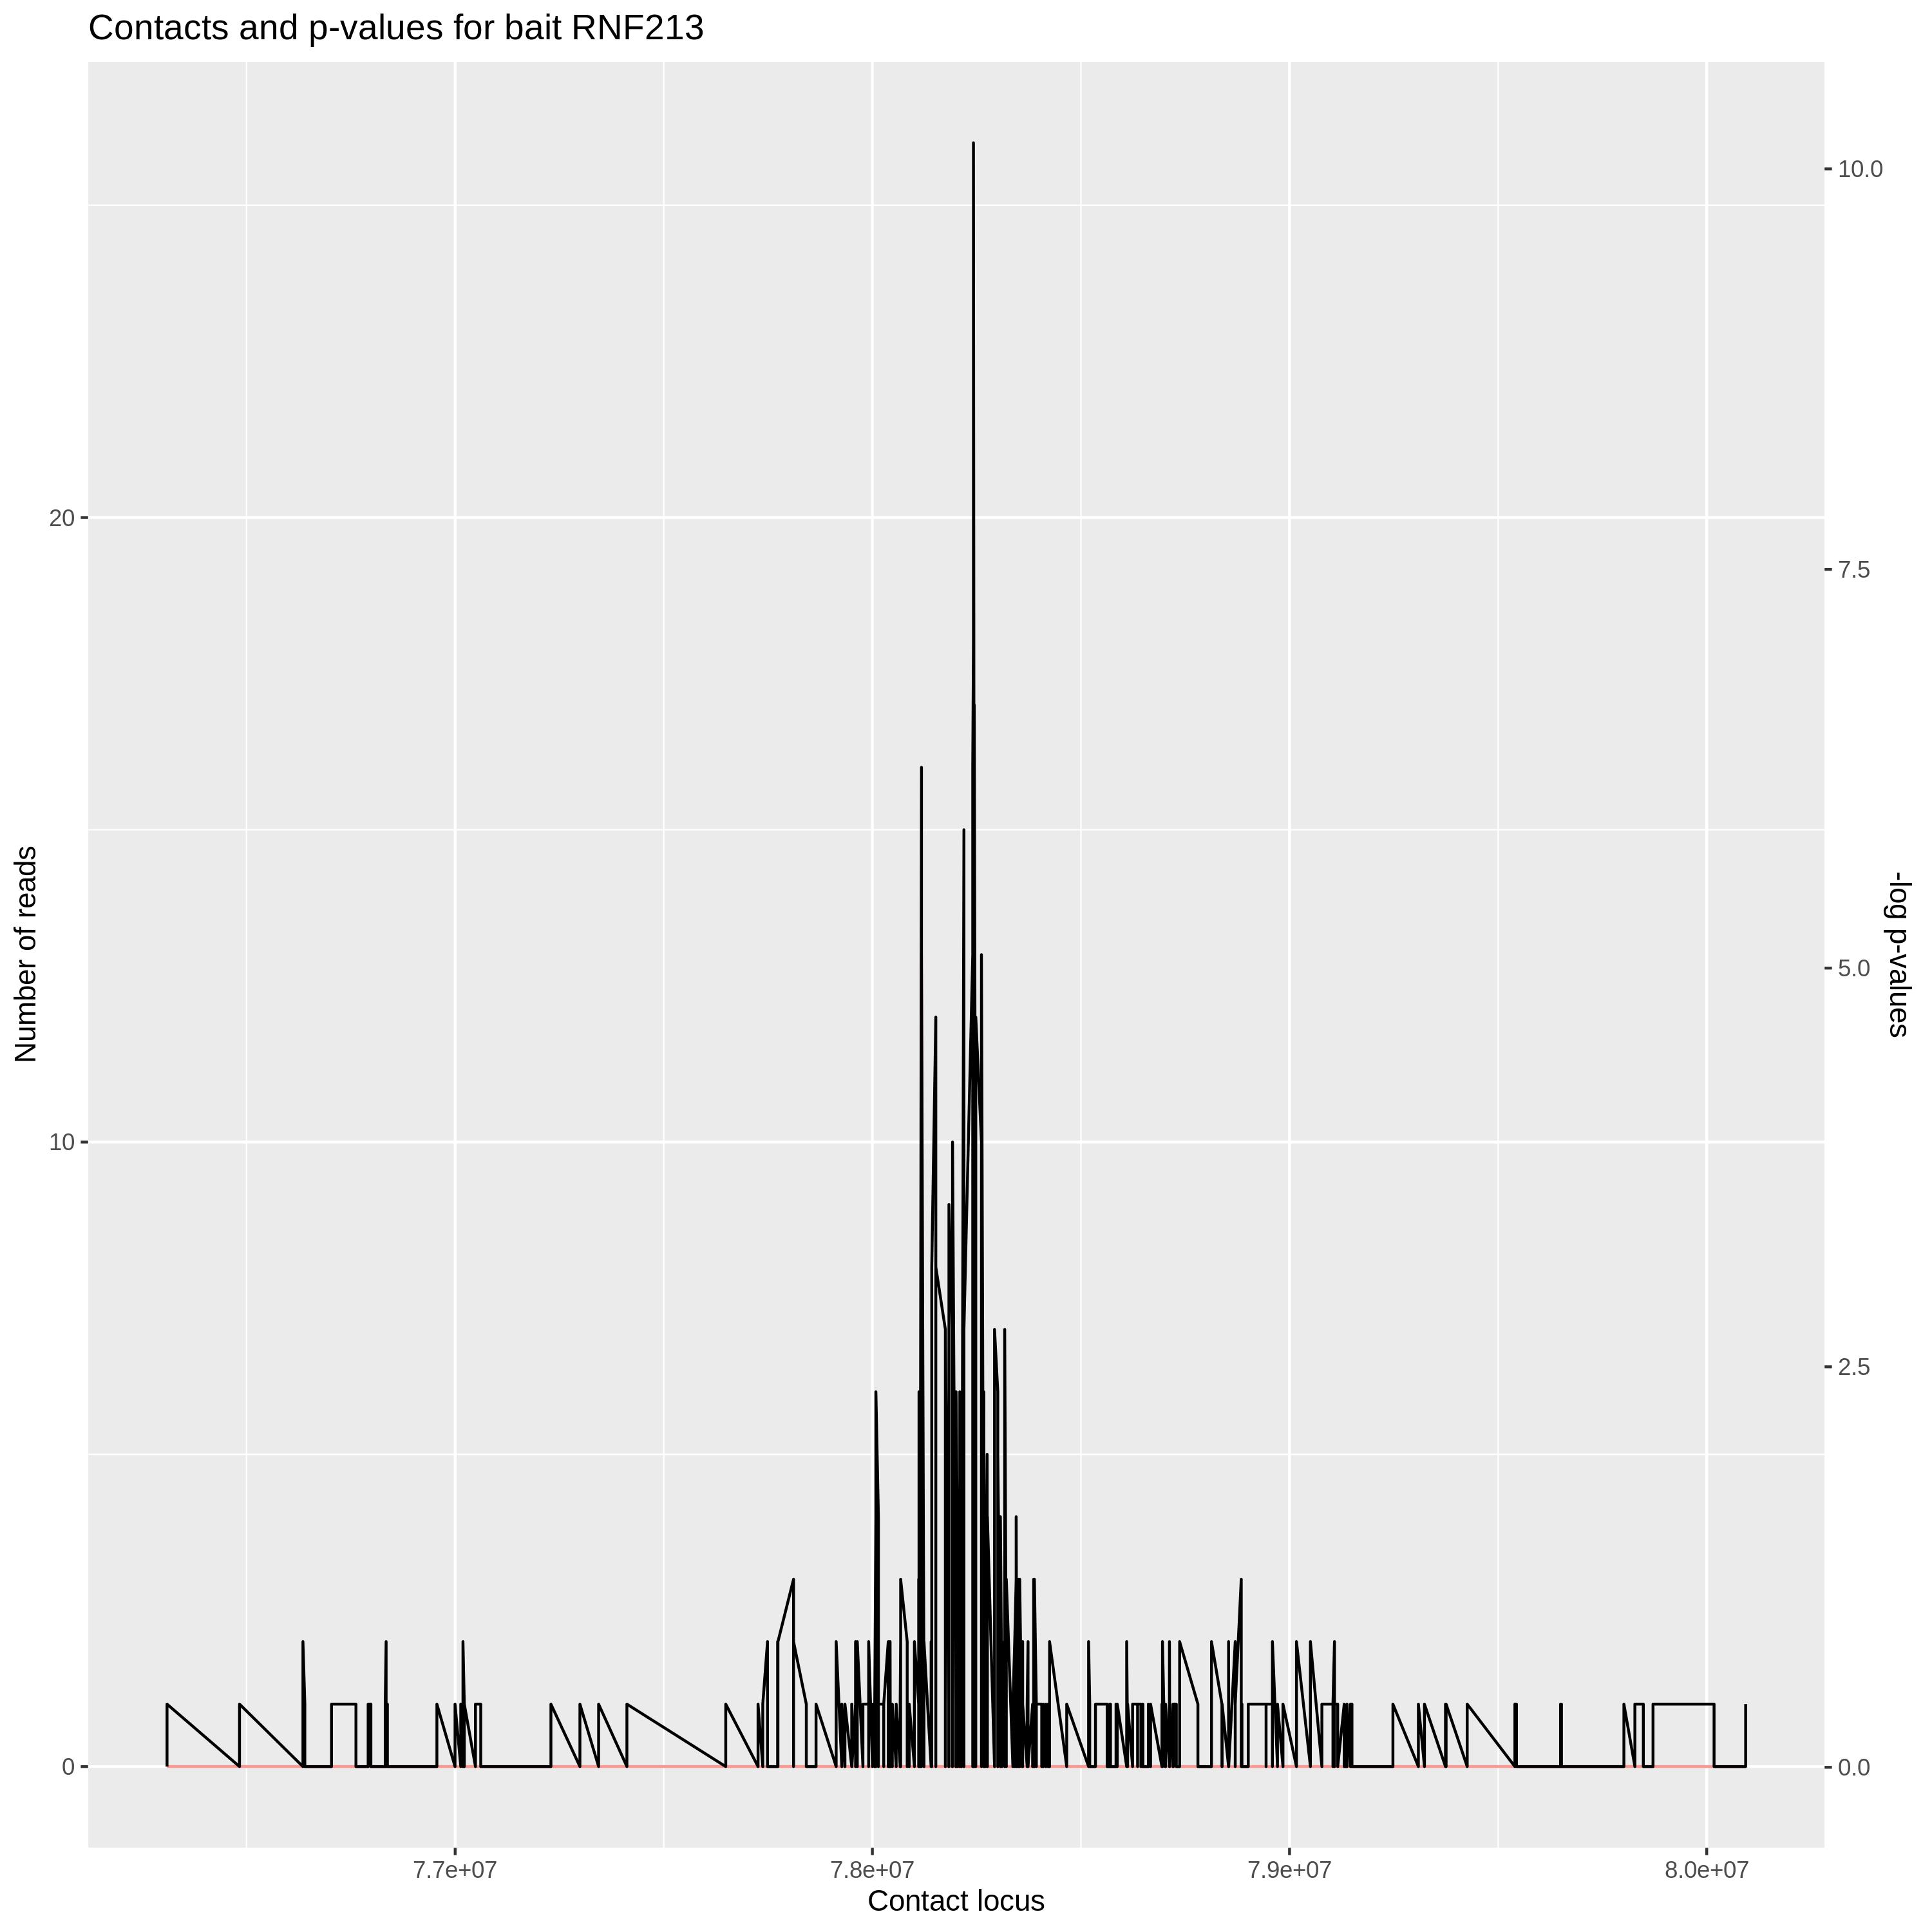 Contacts and p-values for bait RNF213
Number of reads
20
10
0
10.0
7.5
5.0
2.5
0.0
-log p-values
7.7e+07
7.8e+07
7.9e+07
8.0e+07
Contact locus